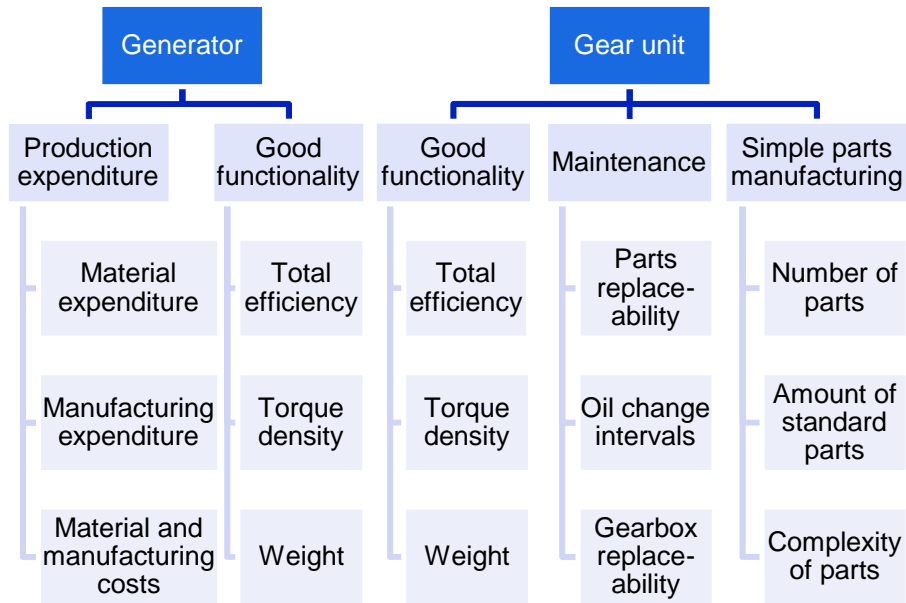 Generator
Gear unit
Production
expenditure
Good
functionality
Good
functionality
Maintenance
Simple parts
manufacturing
Material
expenditure
Total
efficiency
Total
efficiency
Parts
replace-
ability
Number of
parts
Manufacturing
expenditure
Torque
density
Torque
density
Oil change
intervals
Amount of
standard
parts
Material and
manufacturing
costs
Weight
Weight
Gearbox
replace-
ability
Complexity
of parts